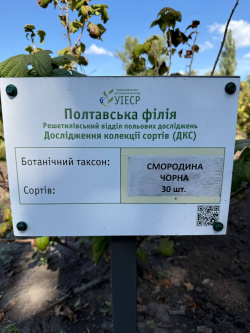 УІЕСР
Полтавська філія
Решетилівський відділ польових досліджень
Дослідження колекції сортів (ДКС)
Ботанічний таксон:
СМОРОДИНА
ЧОРНА
30 шт.
Сортів: